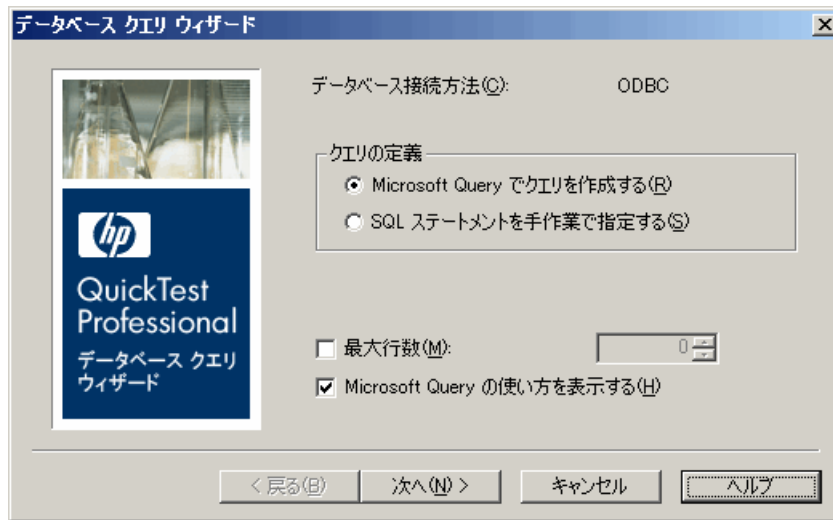 データベース クエリ ウィザード
データベース接続方法(C): ODBC
クエリの定義
Microsoft Query でクエリを作成する(R)
SQL ステートメントを手作業で指定する(S)
hp
QuickTest
Professional
データベース クエリ
ウィザード
最大行数(M): 0
Microsoft Query の使い方を表示する(H)
< 戻る(B) 次へ(N) > キャンセル ヘルプ